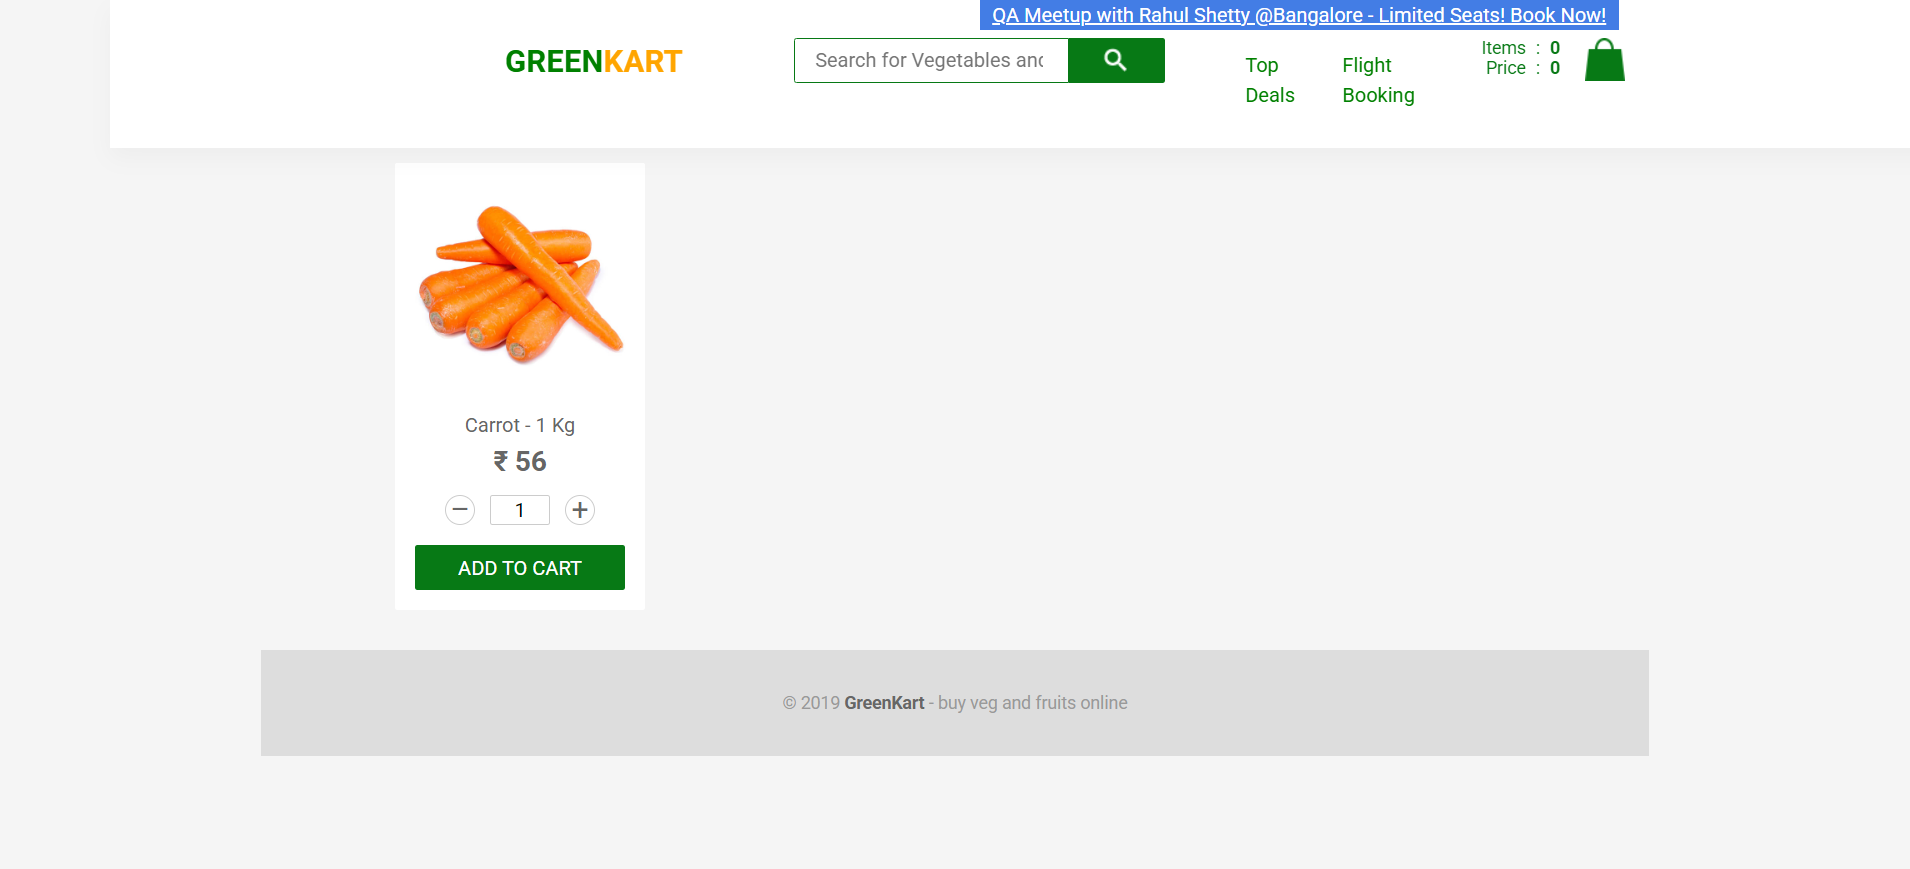 QA Meetup with Rahul Shetty @Bangalore - Limited Seats! Book Now!
GREENKART
Search for Vegetables and
Top
Deals
Flight
Booking
Items : 0
Price : 0
Carrot - 1 Kg
₹ 56
− 1 +
ADD TO CART
© 2019 GreenKart - buy veg and fruits online